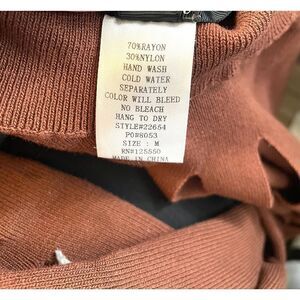 70%RAYON
30%NYLON
HAND WASH
COLD WATER
SEPARATELY
COLOR WILL BLEED
NO BLEACH
HANG TO DRY
STYLE#22654
PO#8053
SIZE : M
RN#125550
MADE IN CHINA